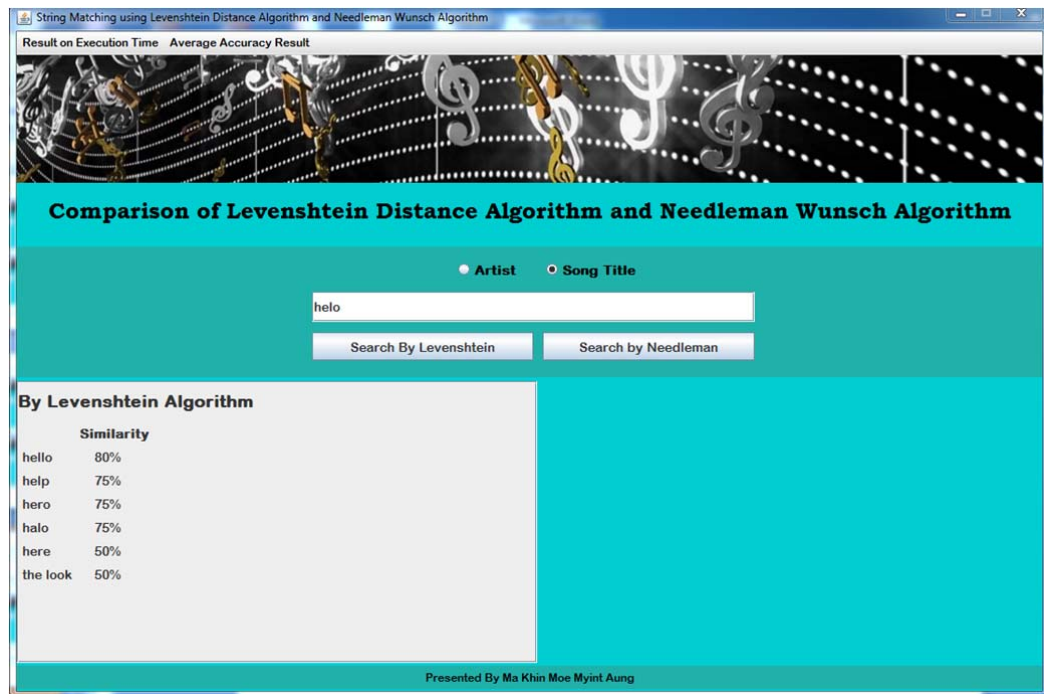 String Matching using Levenshtein Distance Algorithm and Needleman Wunsch Algorithm
Result on Execution Time Average Accuracy Result
Comparison of Levenshtein Distance Algorithm and Needleman Wunsch Algorithm
Artist Song Title
helo
Search By Levenshtein Search by Needleman
By Levenshtein Algorithm
Similarity
hello 80%
help 75%
hero 75%
halo 75%
here 50%
the look 50%
Presented By Ma Khin Moe Myint Aung